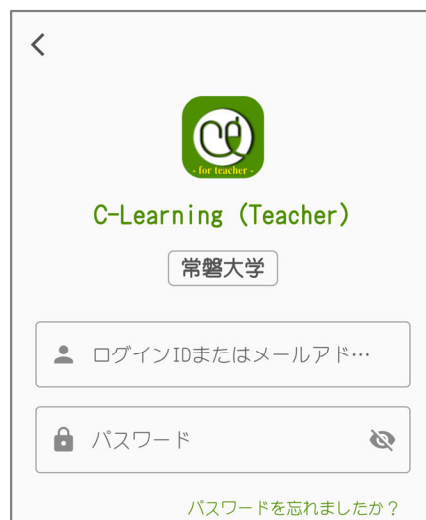 - for teacher -
C-Learning (Teacher)
常磐大学
ログインIDまたはメールアド…
パスワード
パスワードを忘れましたか？